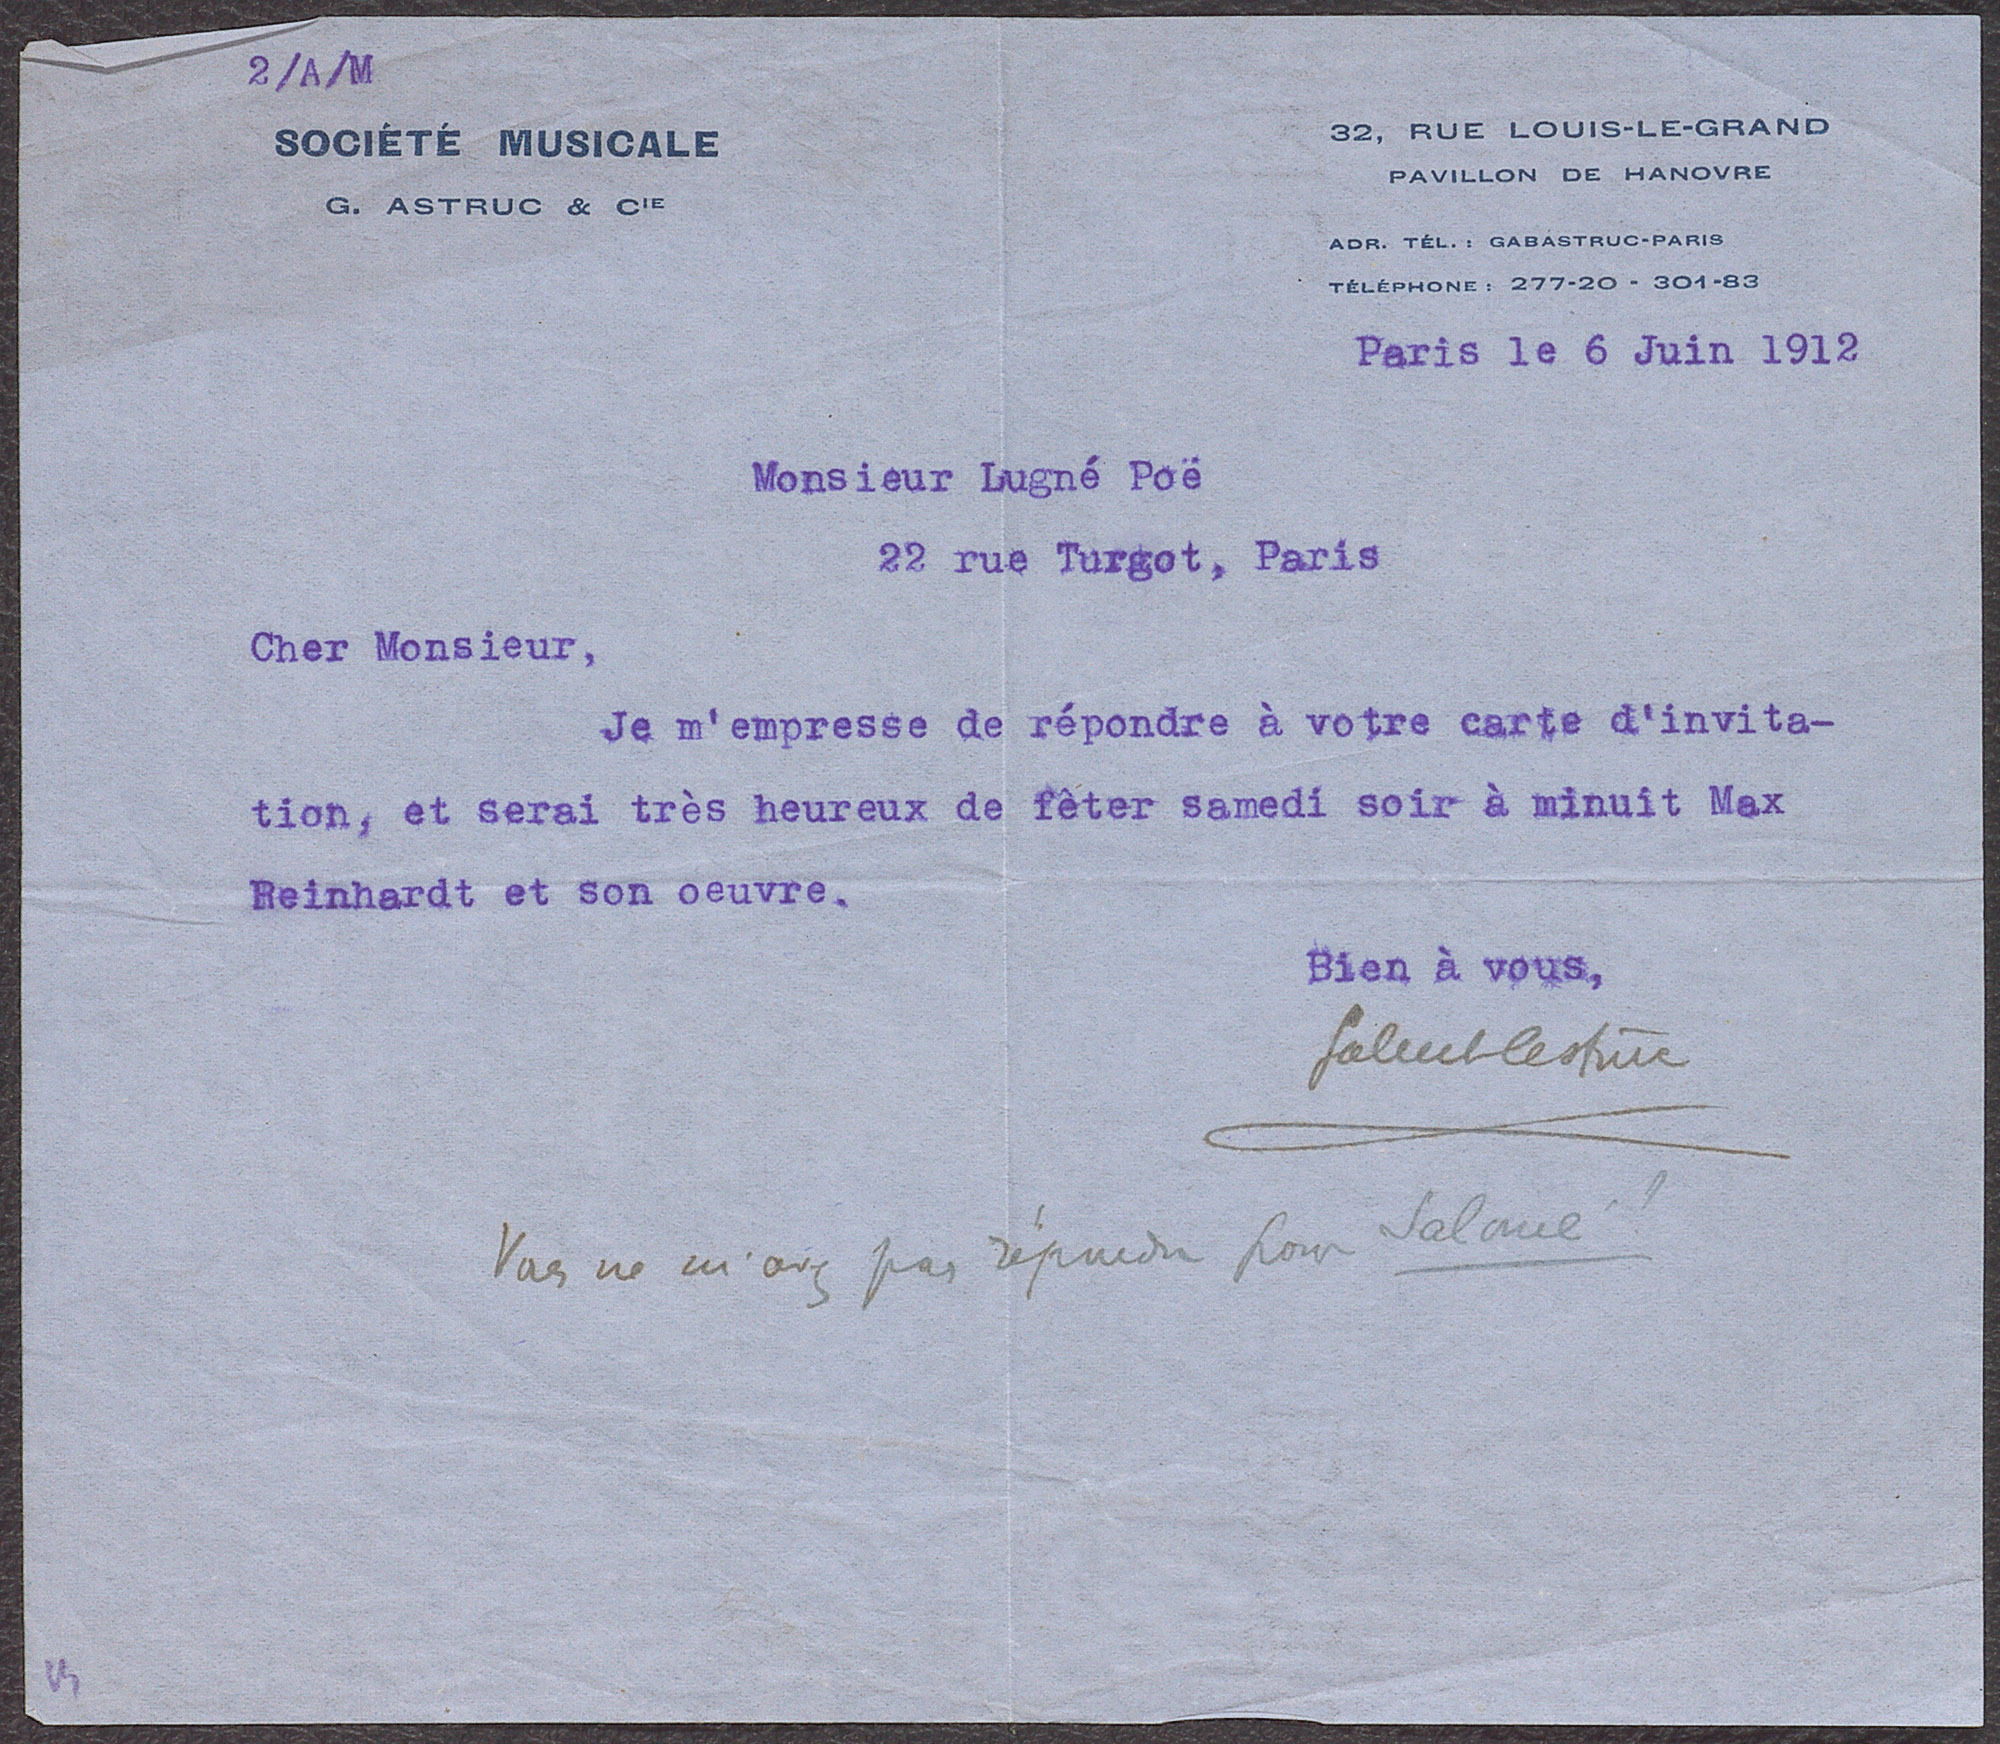 2/A/M
SOCIÉTÉ MUSICALE
G. ASTRUC & CIE
32, RUE LOUIS-LE-GRAND
PAVILLON DE HANOVRE
ADR. TÉL. : GABASTRUC-PARIS
TÉLÉPHONE : 277-20 - 301-83
Paris le 6 Juin 1912
Monsieur Lugné Poë
22 rue Turgot, Paris
Cher Monsieur,
Je m'empresse de répondre à votre carte d'invita-
tion, et serai très heureux de fêter samedi soir à minuit Max
Reinhardt et son oeuvre.
Bien à vous,
Gabriel Astruc
Vous ne m'avez pas répondu pour Salomé !